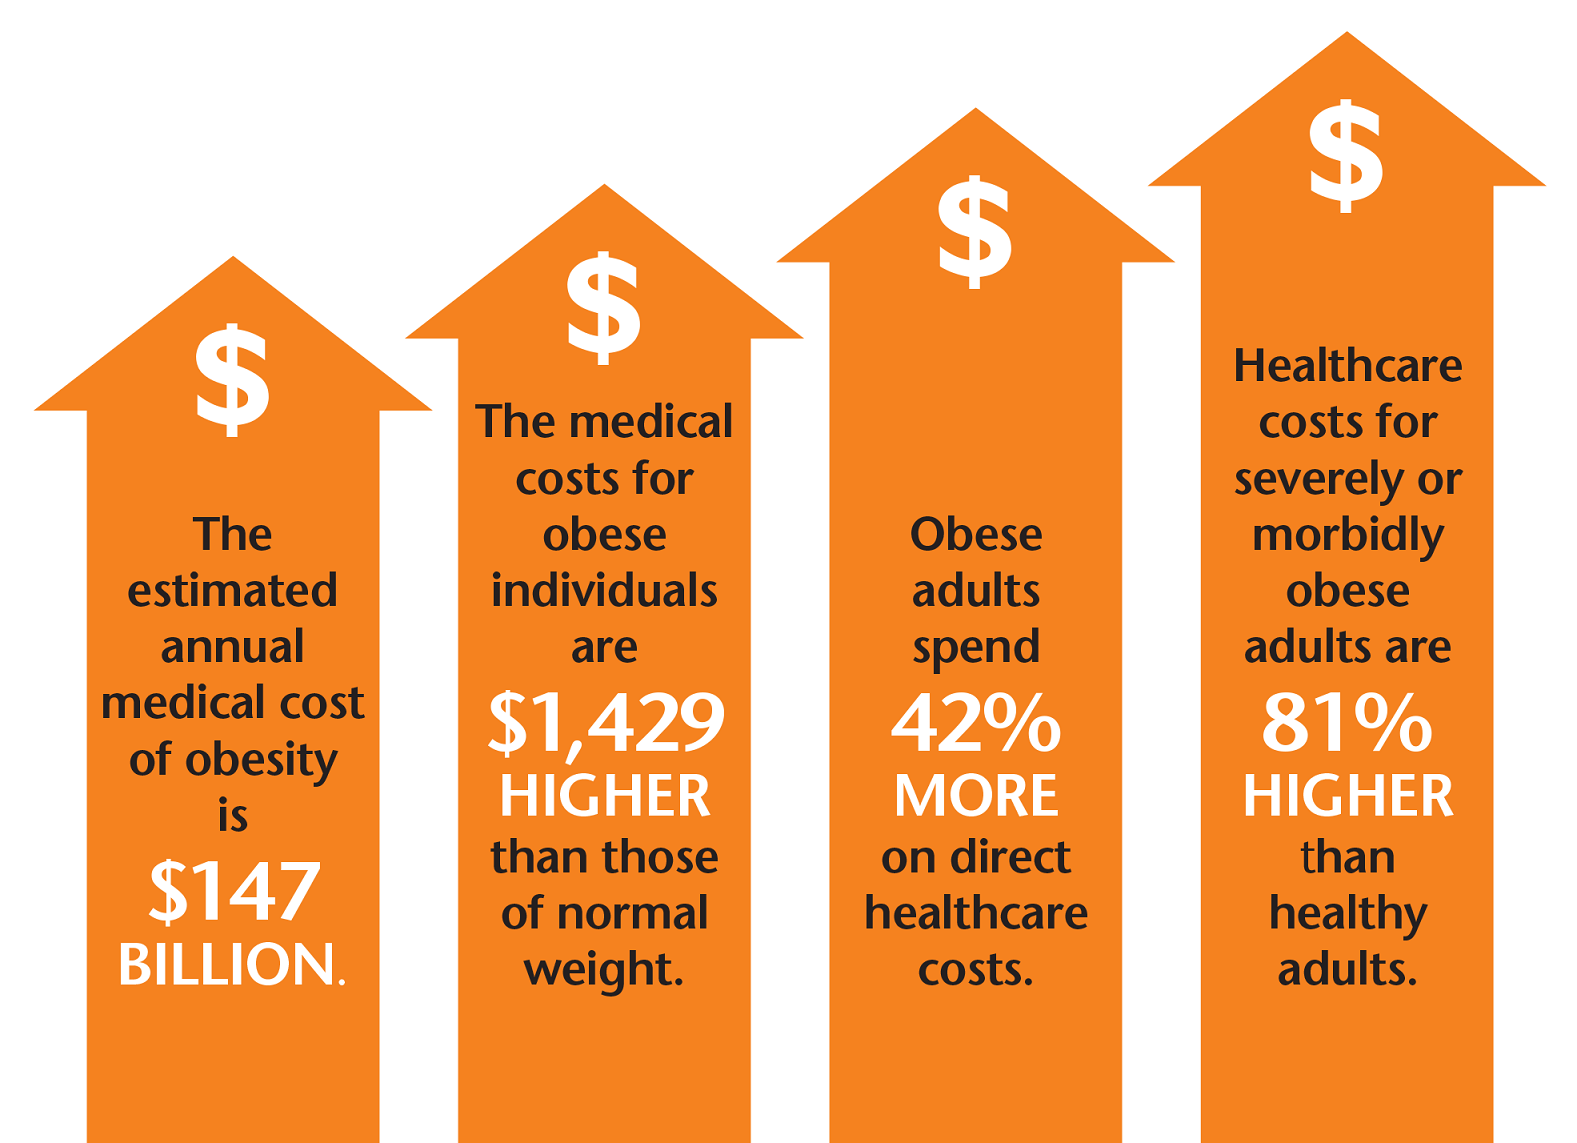 $
The
estimated
annual
medical cost
of obesity
is
$147
BILLION.
$
The medical
costs for
obese
individuals
are
$1,429
HIGHER
than those
of normal
weight.
$
Obese
adults
spend
42%
MORE
on direct
healthcare
costs.
$
Healthcare
costs for
severely or
morbidly
obese
adults are
81%
HIGHER
than
healthy
adults.